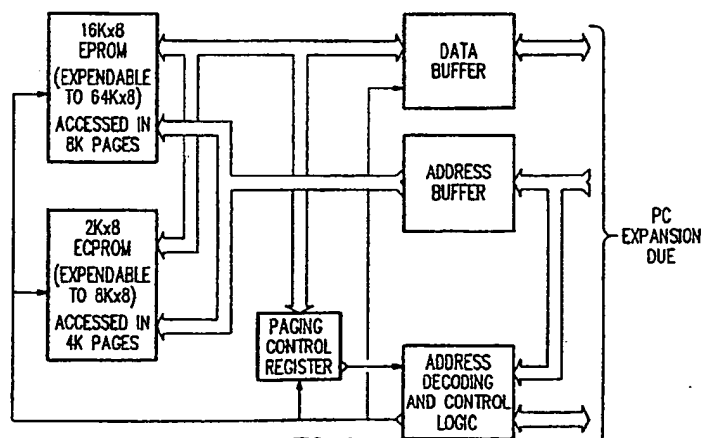 16Kx8
EPROM
(EXPENDABLE
TO 64Kx8)
ACCESSED IN
8K PAGES
DATA
BUFFER
ADDRESS
BUFFER
2Kx8
ECPROM
(EXPENDABLE
TO 8Kx8)
ACCESSED IN
4K PAGES
PAGING
CONTROL
REGISTER
ADDRESS
DECODING
AND CONTROL
LOGIC
PC
EXPANSION
DUE